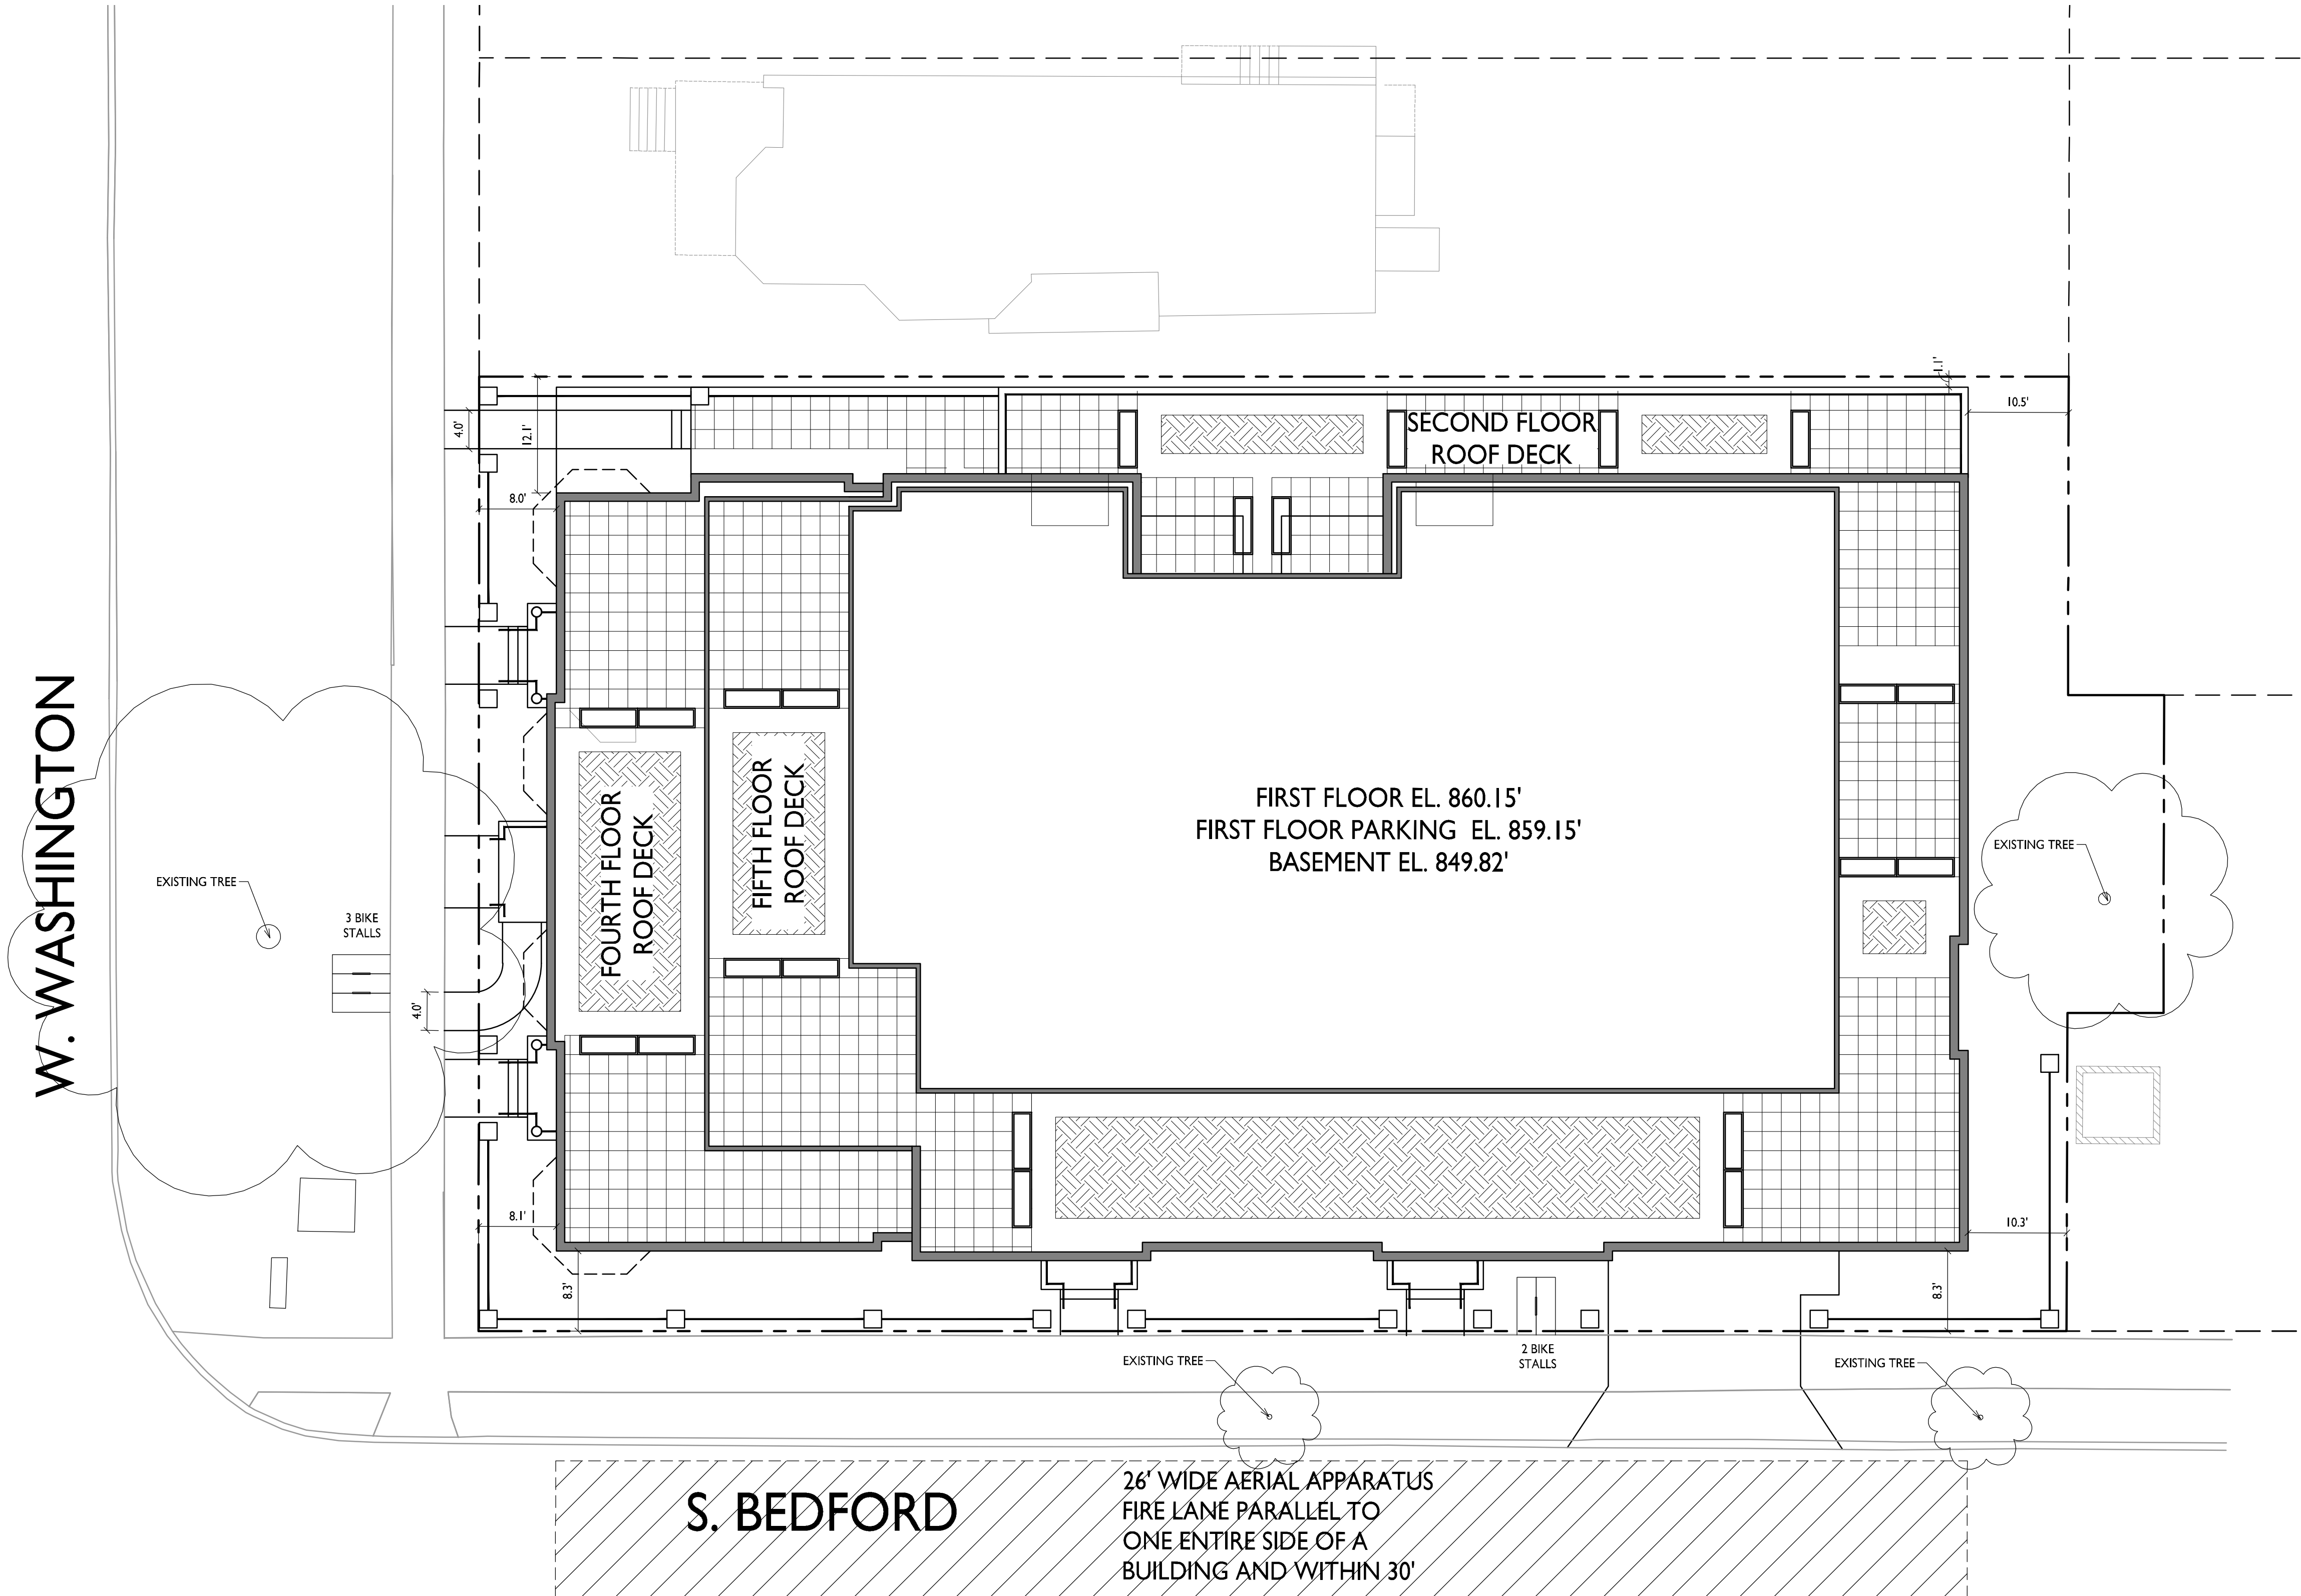 1.1'
10.5'
4.0'
12.1'
SECOND FLOOR
ROOF DECK
8.0'
W. WASHINGTON
FIRST FLOOR EL. 860.15'
FIRST FLOOR PARKING EL. 859.15'
BASEMENT EL. 849.82'
FOURTH FLOOR
ROOF DECK
FIFTH FLOOR
ROOF DECK
EXISTING TREE
EXISTING TREE
3 BIKE
STALLS
4.0'
8.1'
10.3'
8.3'
8.3'
2 BIKE
STALLS
EXISTING TREE
EXISTING TREE
S. BEDFORD
26' WIDE AERIAL APPARATUS
FIRE LANE PARALLEL TO
ONE ENTIRE SIDE OF A
BUILDING AND WITHIN 30'